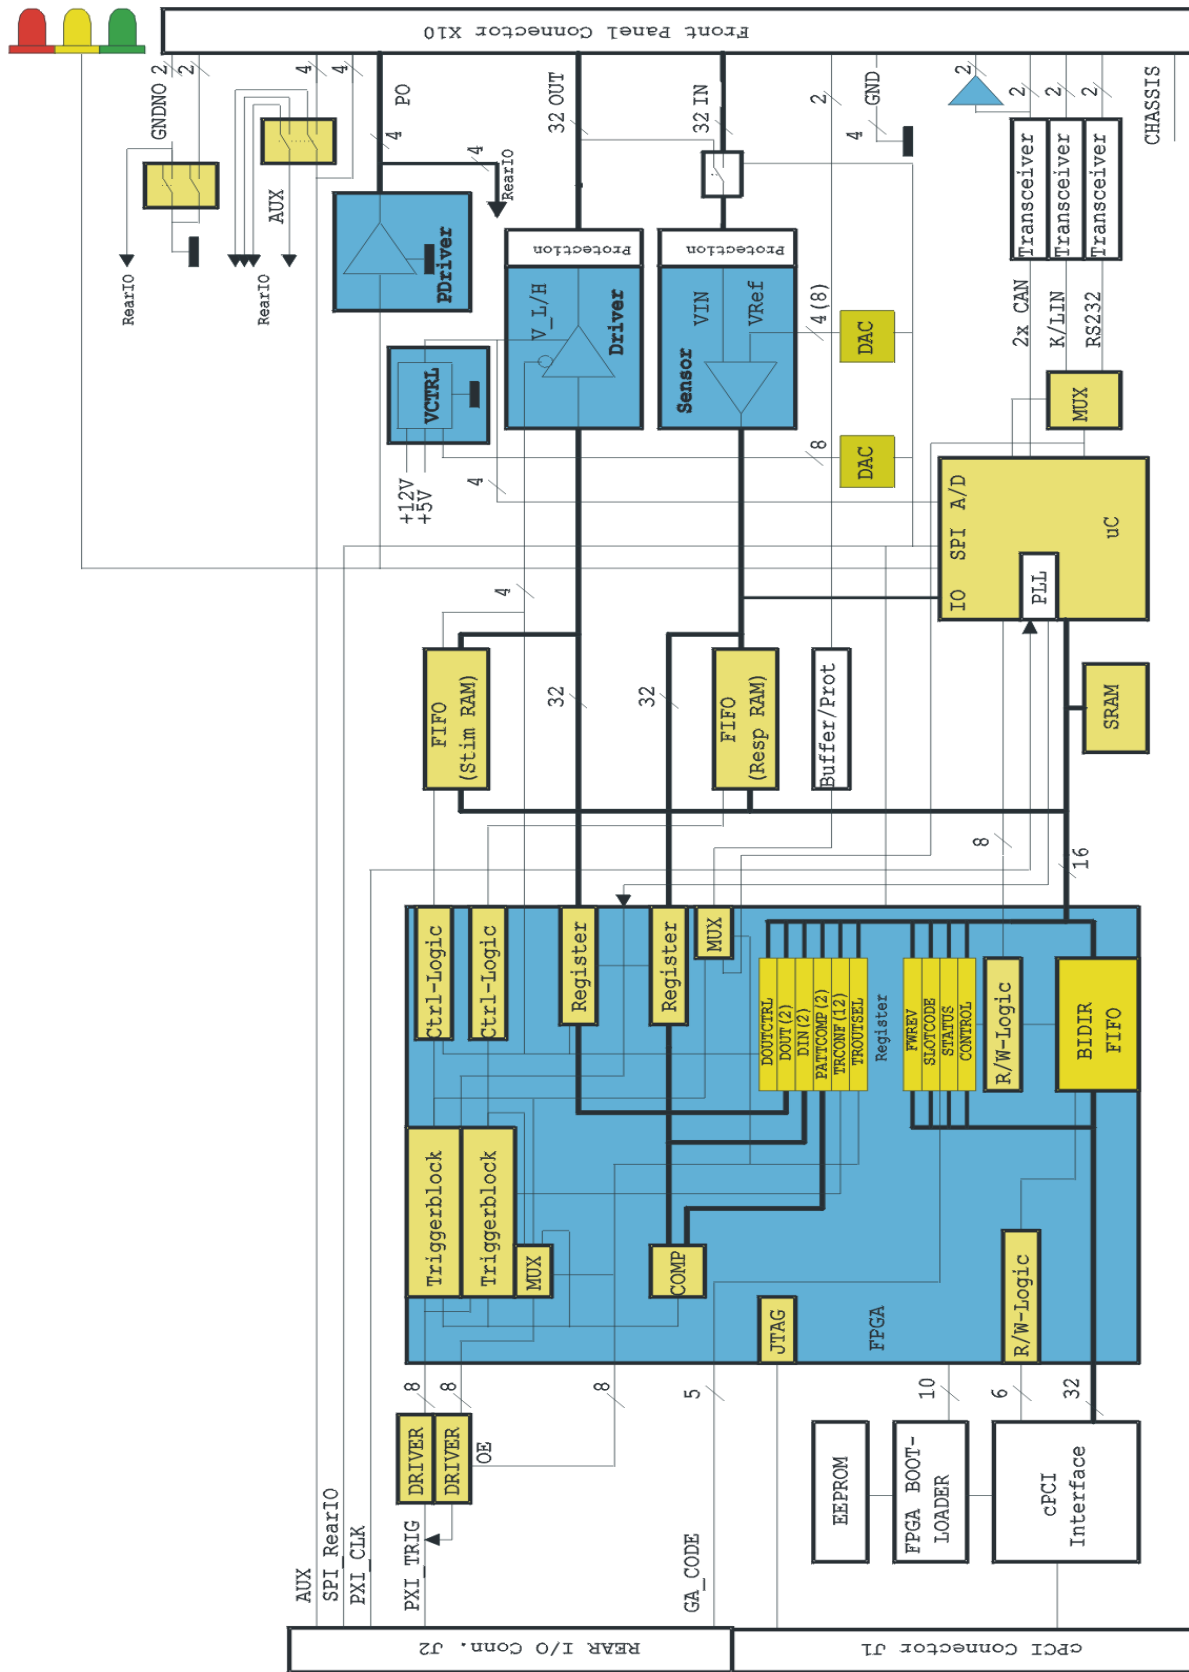 Front Panel Connector X10
2
2
4
4
2
2
2
2
GNDNO
PO
4
32 OUT
32 IN
2
GND
4
CHASSIS
AUX
4
RearIO
RearIO
RearIO
PDriver
Protection
Protection
Transceiver
Transceiver
Transceiver
V_L/H
Driver
VIN
VRef
Sensor
4(8)
DAC
2x CAN
K/LIN
RS232
VCTRL
MUX
+12V
+5V
4
8
DAC
A/D
SPI
IO
uC
PLL
4
FIFO
(Stim RAM)
32
32
FIFO
(Resp RAM)
Buffer/Prot
SRAM
8
16
Ctrl-Logic
Ctrl-Logic
Register
Register
MUX
DOUTCTRL
DOUT(2)
DIN(2)
PATTCOMP(2)
TRCONF(12)
TROUTSEL
Register
FWREV
SLOTCODE
STATUS
CONTROL
R/W-Logic
BIDIR
FIFO
Triggerblock
Triggerblock
MUX
COMP
JTAG
FPGA
R/W-Logic
8
8
8
5
10
6
32
DRIVER
DRIVER
OE
EEPROM
FPGA BOOT-
LOADER
cPCI
Interface
AUX
SPI_RearIO
PXI_CLK
PXI_TRIG
GA_CODE
REAR I/O Conn. J2
cPCI Connector J1